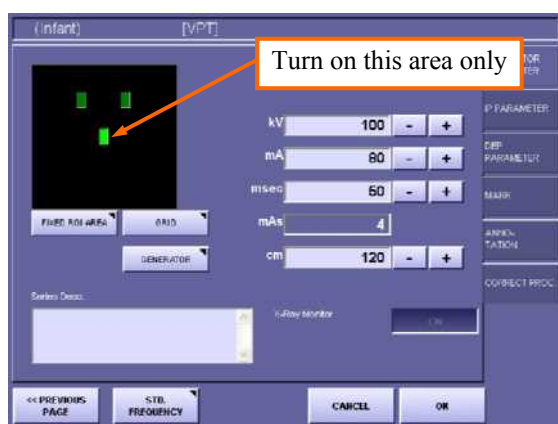 (Infant) [VPT]
Turn on this area only
kV 100 - +
mA 80 - +
msec 50 - +
mAs 4
cm 120 - +
FIXED ROI AREA GRID
GENERATOR
Series Desc.
X-Ray Monitor ON
PARAMETER
MARK
ANNO-
TATION
CORRECT PROC.
<< PREVIOUS
PAGE
STD.
FREQUENCY
CANCEL OK